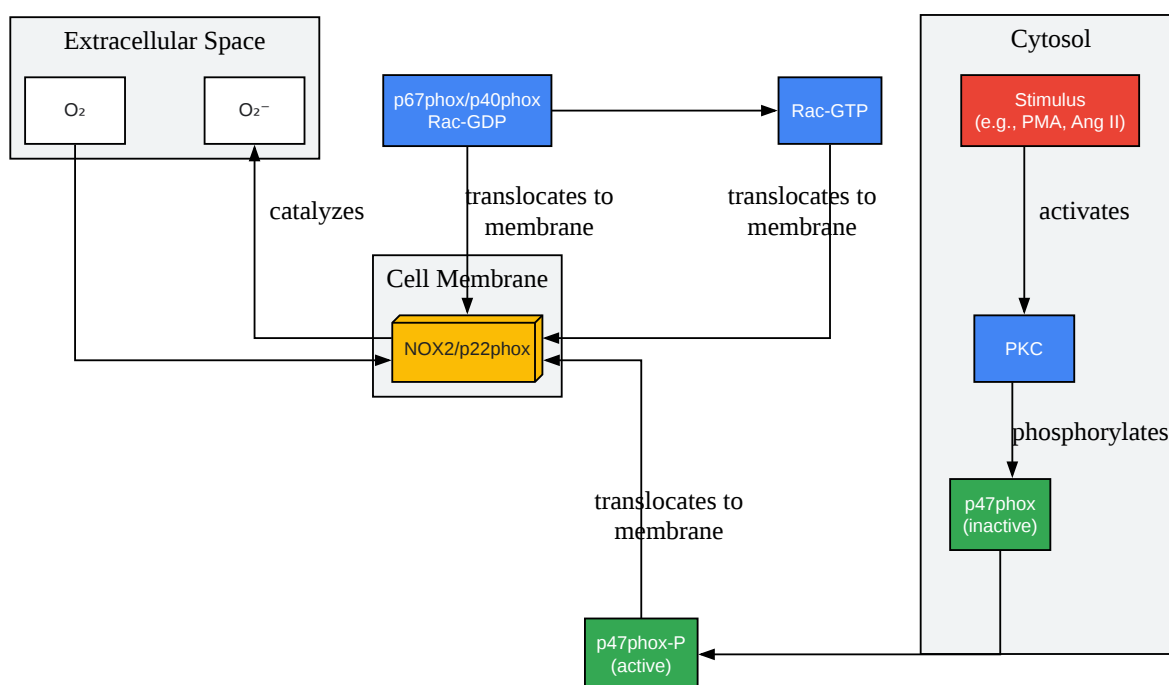 Extracellular Space
O₂
O₂⁻
p67phox/p40phox
Rac-GDP
Rac-GTP
Cytosol
Stimulus
(e.g., PMA, Ang II)
catalyzes
translocates to
membrane
translocates to
membrane
activates
Cell Membrane
NOX2/p22phox
PKC
phosphorylates
translocates to
membrane
p47phox
(inactive)
p47phox-P
(active)